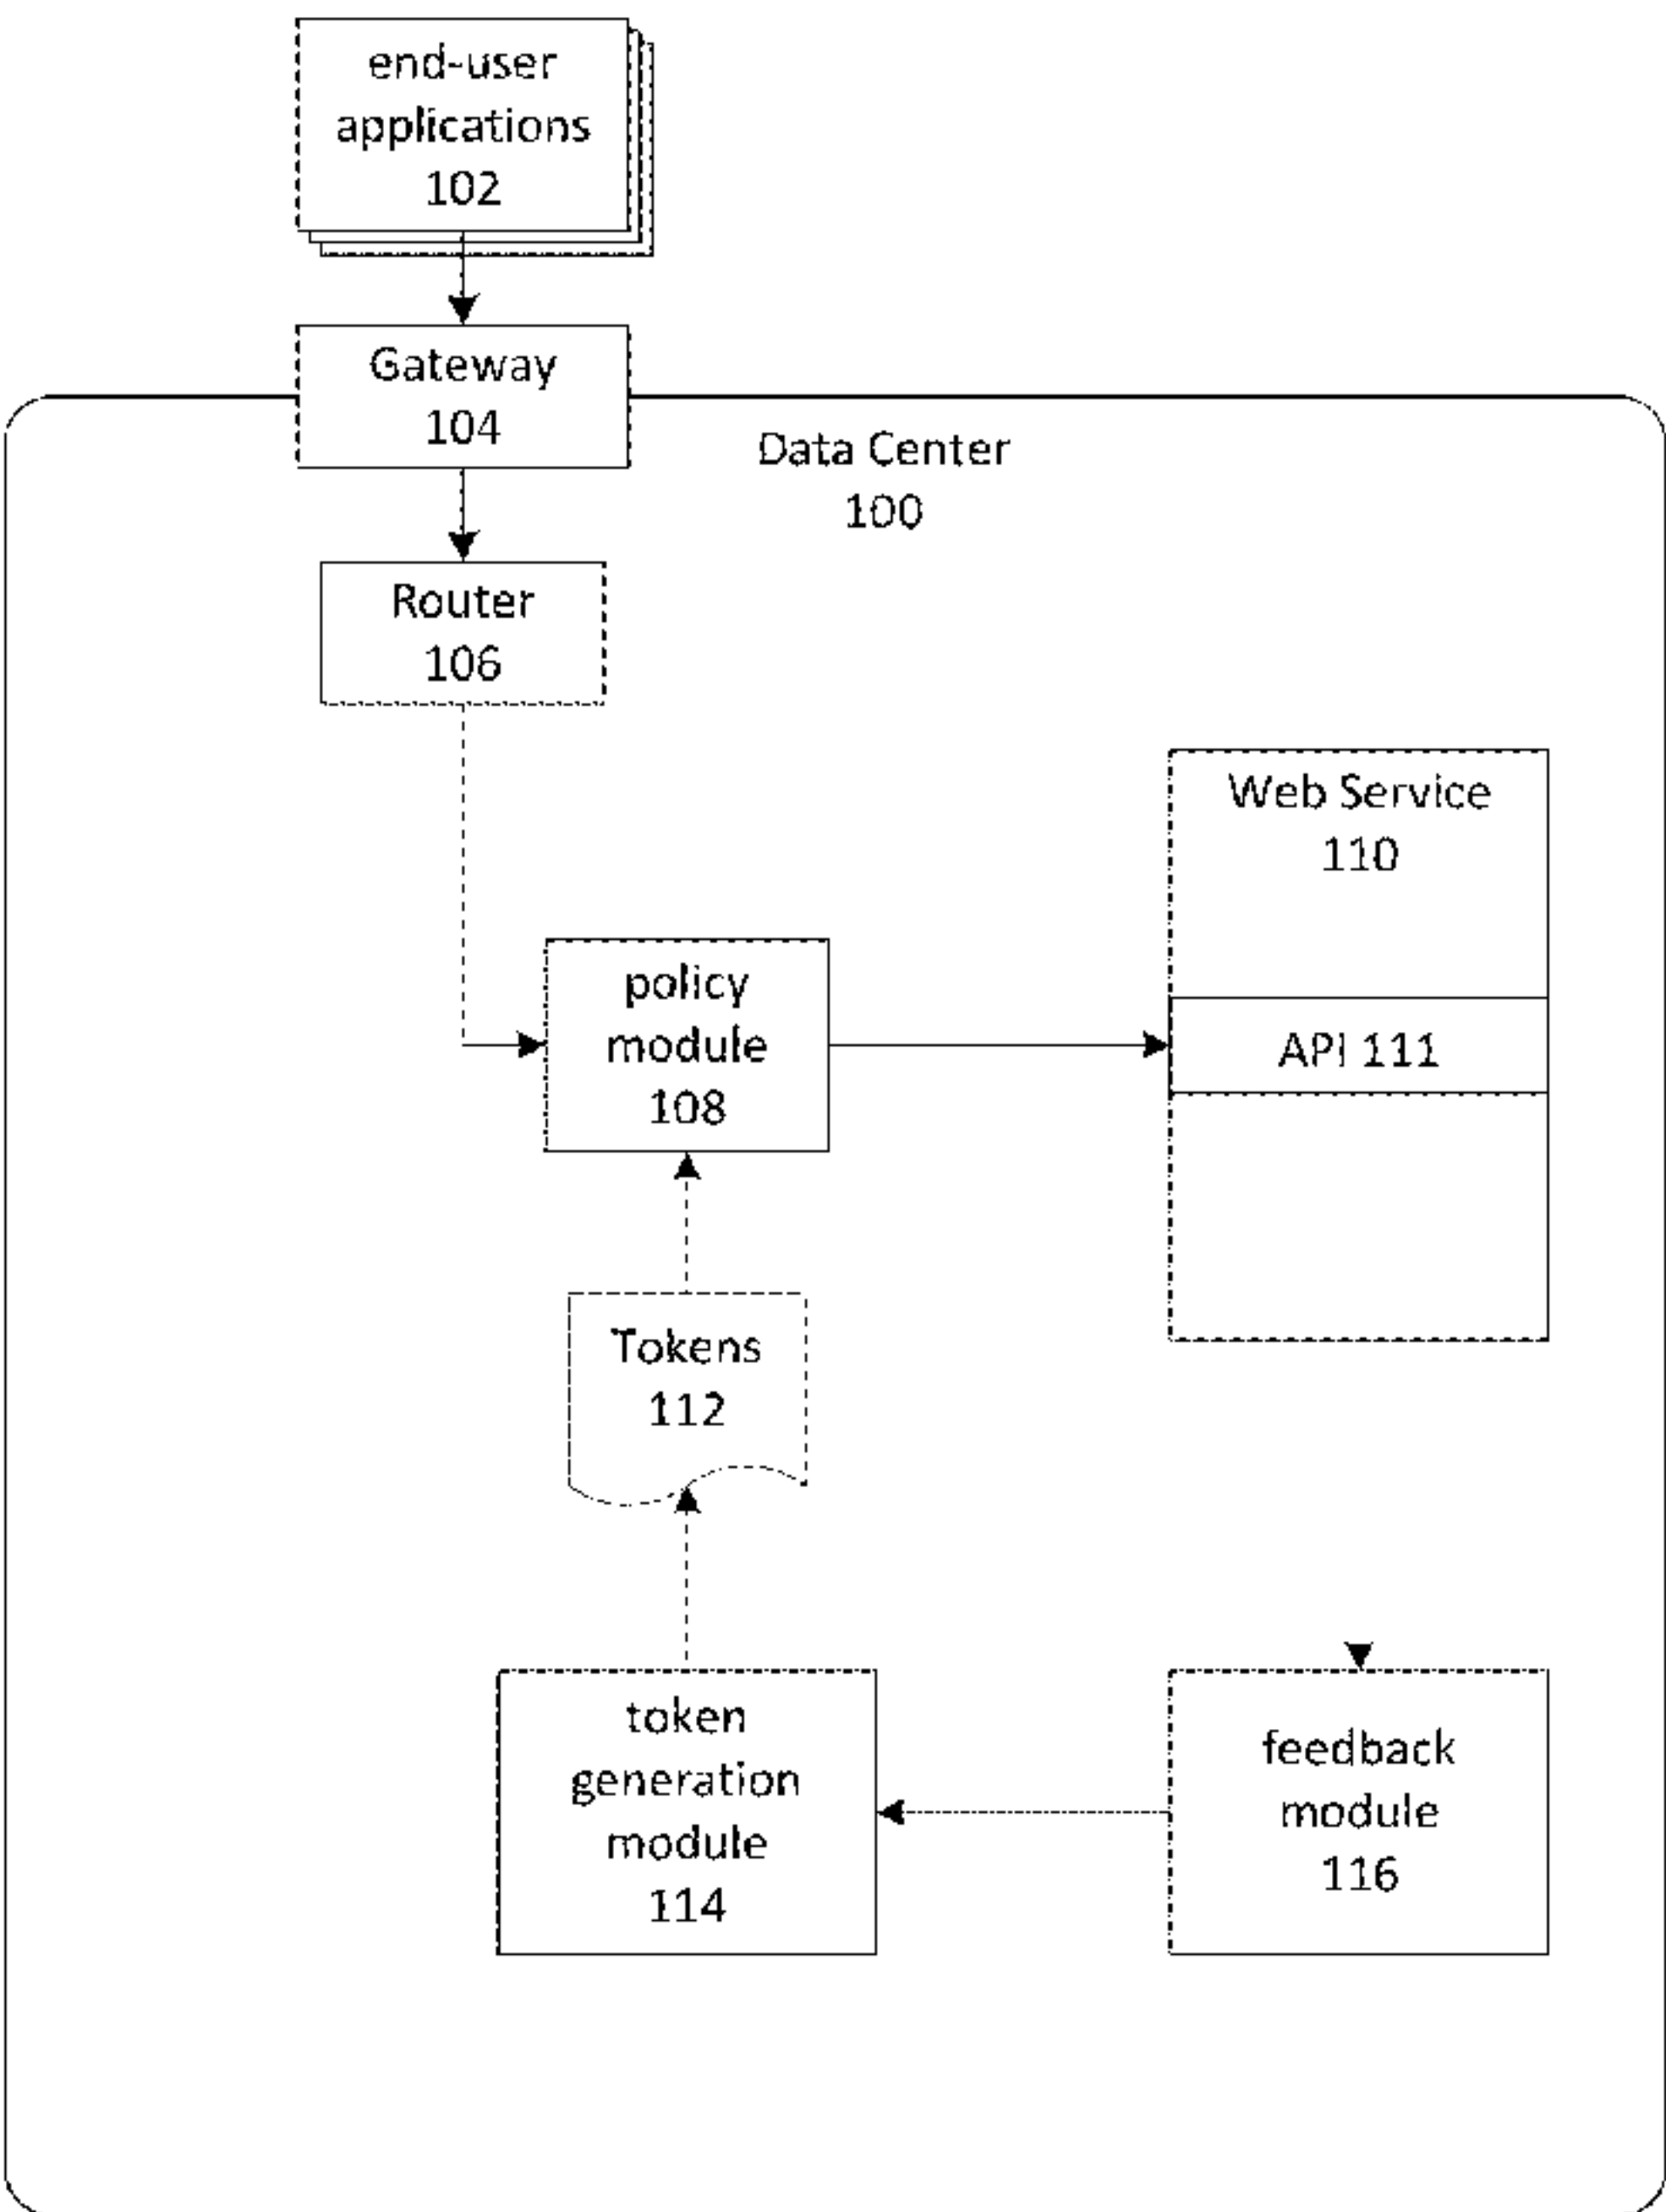 end-user
applications
102
Gateway
104
Data Center
100
Router
106
Web Service
110
policy
module
108
API 111
Tokens
112
token
generation
module
114
feedback
module
116